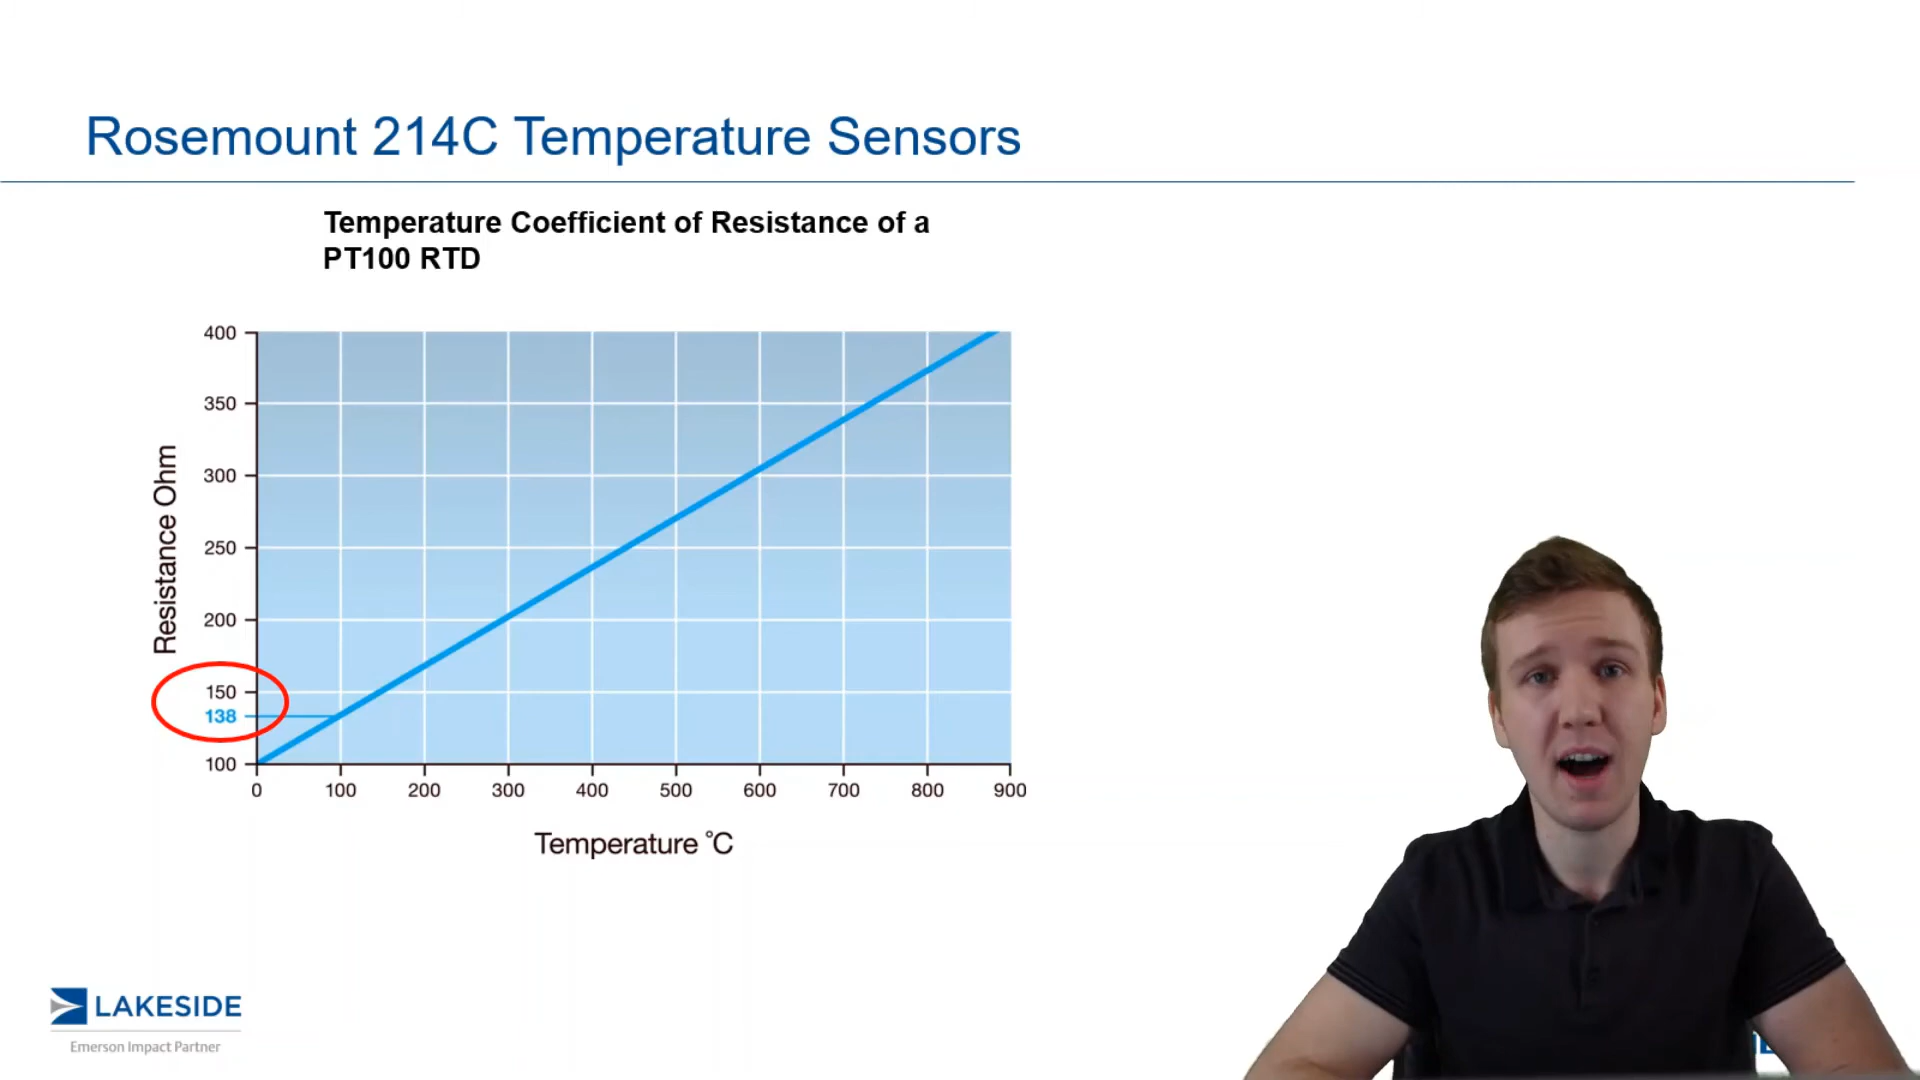 Rosemount 214C Temperature Sensors
Temperature Coefficient of Resistance of a
PT100 RTD
400
350
300
250
200
150
138
100
Resistance Ohm
0 100 200 300 400 500 600 700 800 900
Temperature °C
LAKESIDE
Emerson Impact Partner